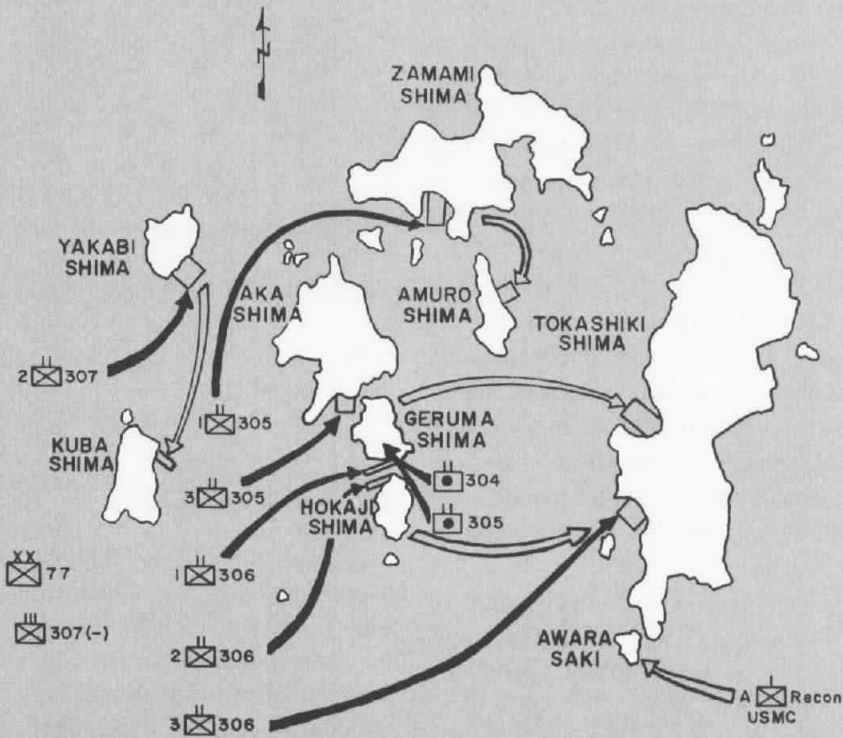 N
ZAMAMI
SHIMA
YAKABI
SHIMA
AKA
SHIMA
AMURO
SHIMA
TOKASHIKI
SHIMA
2 307
1 305
GERUMA
SHIMA
KUBA
SHIMA
3 305
304
HOKAJI
SHIMA
305
XX
77
1 306
III
307(-)
2 306
AWARA
SAKI
A Recon
USMC
3 306